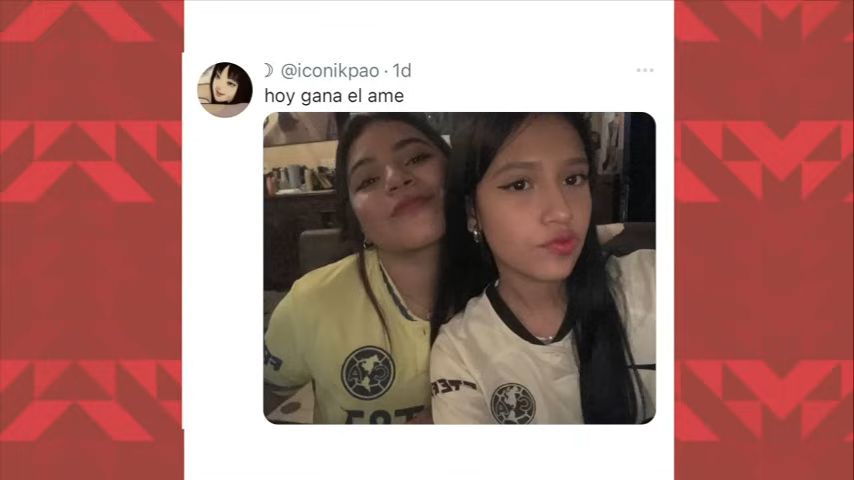 ☽ @iconikpao · 1d
hoy gana el ame